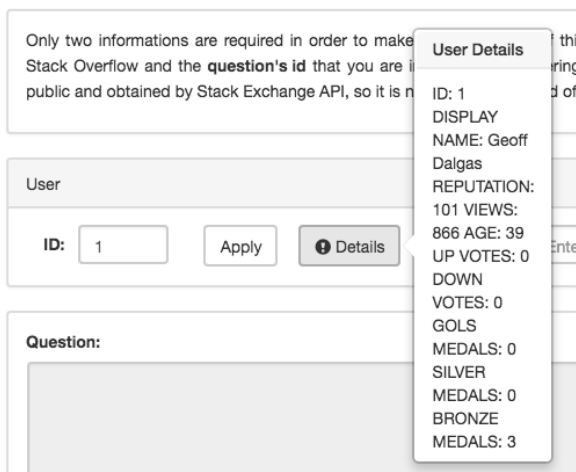 Only two informations are required in order to make
Stack Overflow and the question's id that you are
public and obtained by Stack Exchange API, so it is
User
ID: 1 Apply Details
Question:
User Details
ID: 1
DISPLAY
NAME: Geoff
Dalgas
REPUTATION:
101 VIEWS:
866 AGE: 39
UP VOTES: 0
DOWN
VOTES: 0
GOLS
MEDALS: 0
SILVER
MEDALS: 0
BRONZE
MEDALS: 3